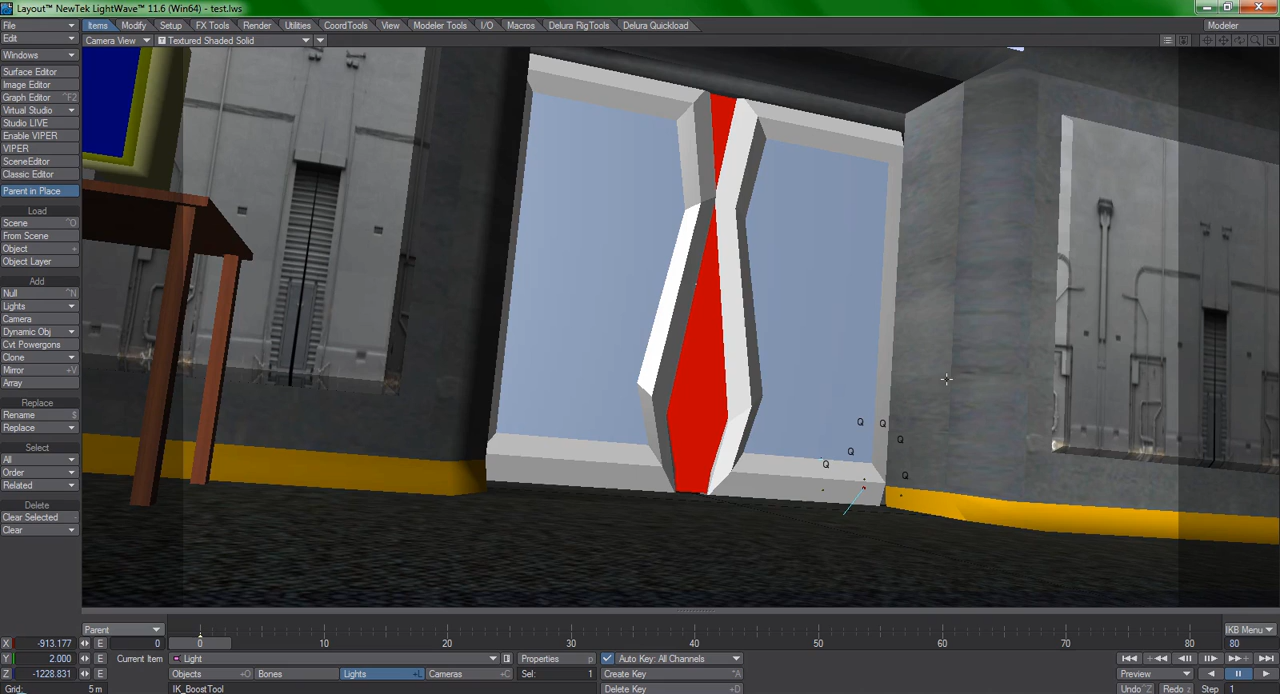 Layout™ NewTek LightWave™ 11.6 (Win64) - test.lws
File
Items Modify Setup FX Tools Render Utilities CoordTools View Modeler Tools I/O Macros Delura RigTools Delura Quickload Modeler
Edit
Camera View Textured Shaded Solid
Windows
Surface Editor
Image Editor
Graph Editor ^F2
Virtual Studio
Studio LIVE
Enable VIPER
VIPER
SceneEditor
Classic Editor
Parent in Place
Load
Scene ^O
From Scene
Object +
Object Layer
Add
Null ^N
Lights
Camera
Dynamic Obj
Cvt Powergons
Clone
Mirror +V
Array
Replace
Rename $
Replace
Select
All
Order
Related
Delete
Clear Selected -
Clear
Q Q
Q
Q
Q
Q
Parent
0 10 20 30 40 50 60 70 80
IKB Menu
X -913.177 E 0 0 80
Y 2.000 E Current Item Light Properties p Auto Key: All Channels
Z -1228.831 E Objects +O Bones Lights +L Cameras +C Sel: 1 Create Key Preview
Grid: 5 m IK_BoostTool Delete Key +D Undo ^Z Redo z Step 1